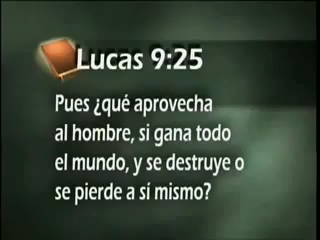 Lucas 9:25
Pues ¿qué aprovecha
al hombre, si gana todo
el mundo, y se destruye o
se pierde a sí mismo?